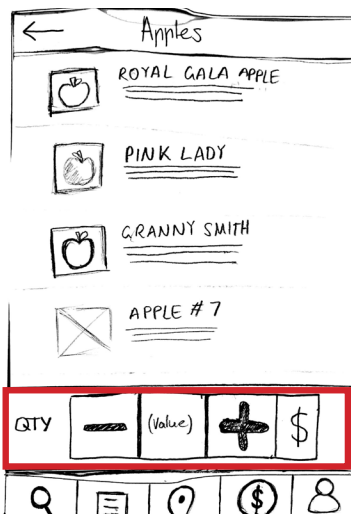 Apples
ROYAL GALA APPLE
PINK LADY
GRANNY SMITH
APPLE # 7
QTY (Value) $
$